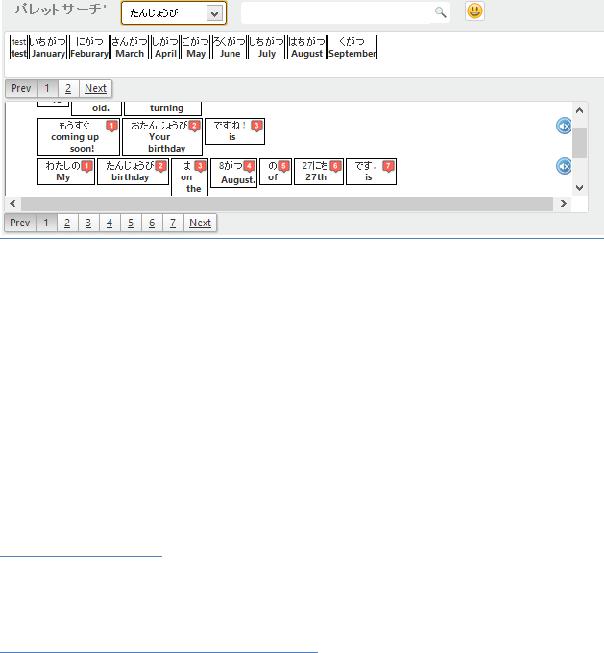 パレットサーチ たんじょうび
test いちがつ にがつ さんがつ しがつ ごがつ ろくがつ しちがつ はちがつ くがつ
test January Feburary March April May June July August September
Prev 1 2 Next
old. turning
もうすぐ 1 おたんじょうび 2 ですね! 3
coming up Your is
soon! birthday
わたしの 1 たんじょうび 2 ま 3 8がつ 4 の 5 27にち 6 です。 7
My birthday on August. of 27th is
the
Prev 1 2 3 4 5 6 7 Next